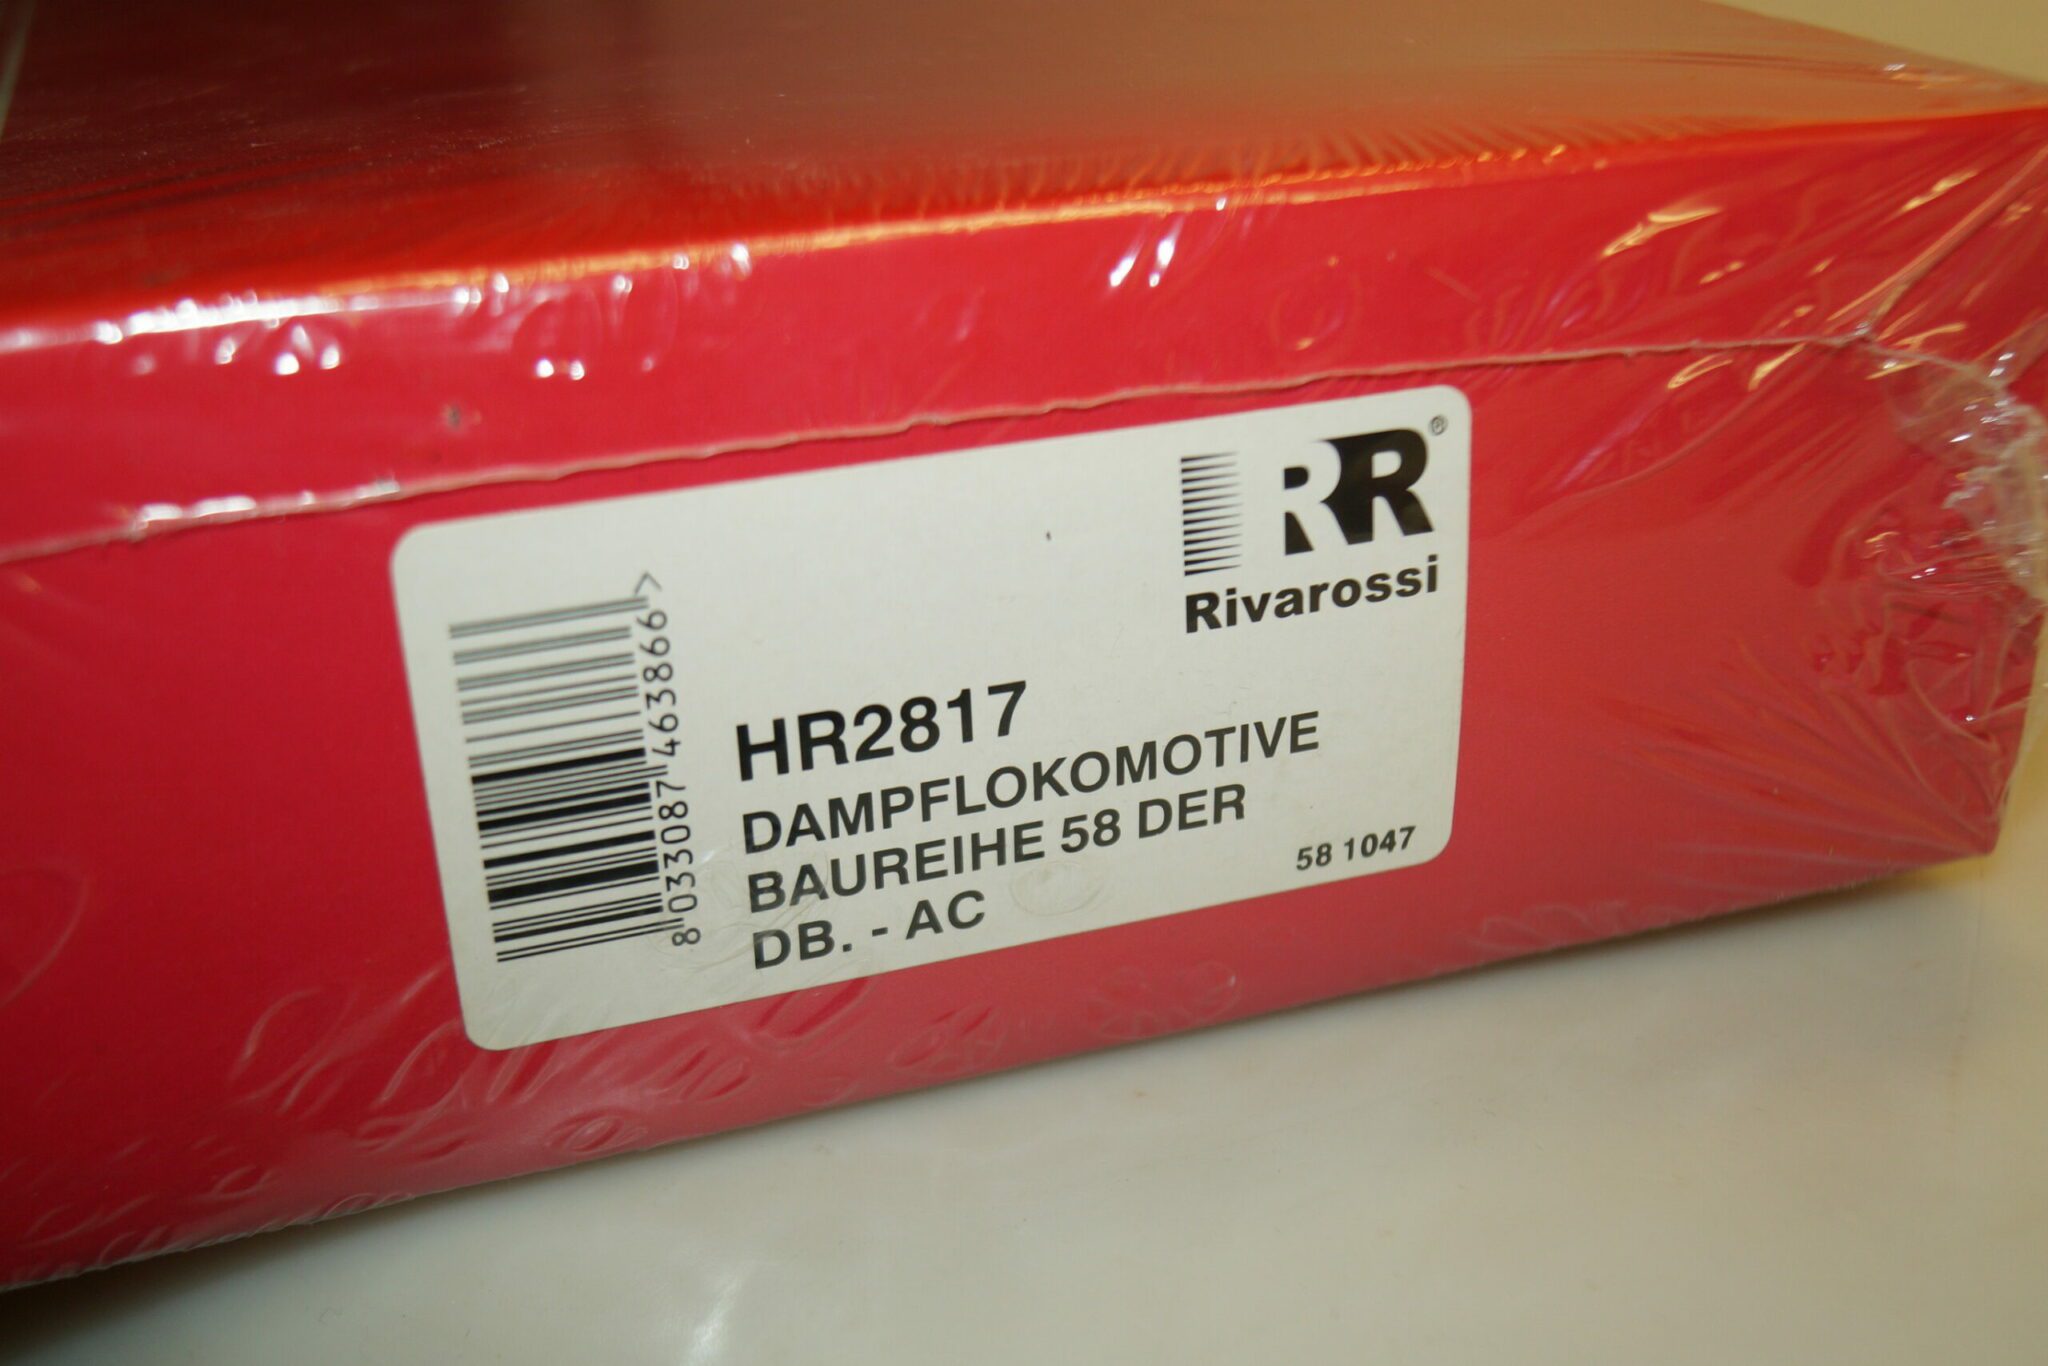 RR®
Rivarossi
8 033087 463866 >
HR2817
DAMPFLOKOMOTIVE
BAUREIHE 58 DER
DB. - AC
58 1047